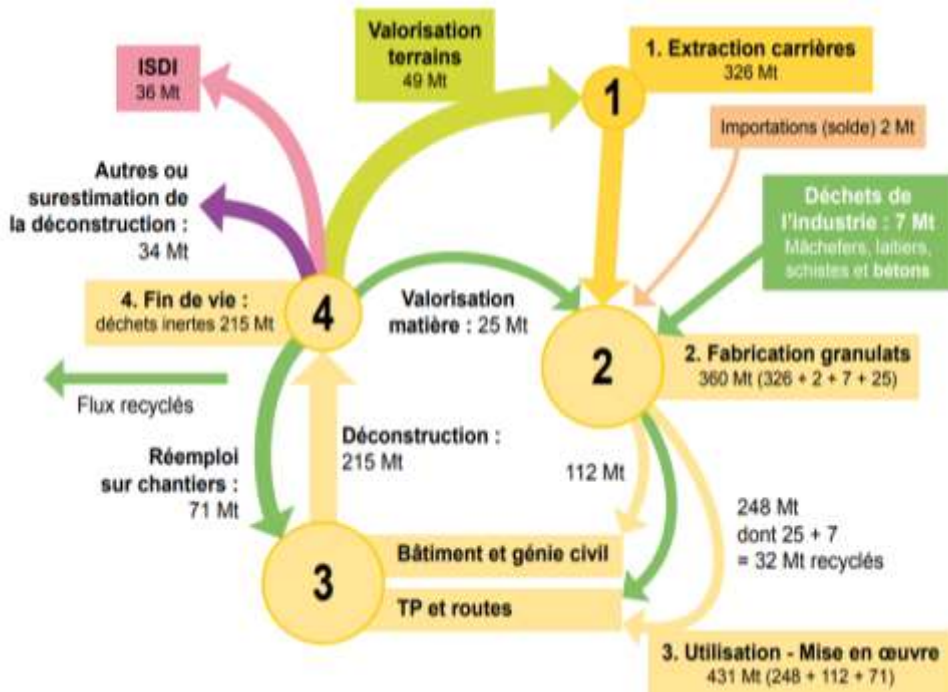 Valorisation
terrains
49 Mt
1. Extraction carrières
326 Mt
ISDI
36 Mt
1
Importations (solde) 2 Mt
Autres ou
surestimation de
la déconstruction :
34 Mt
Déchets de
l'industrie : 7 Mt
Mâchefers, laitiers,
schistes et bétons
4. Fin de vie :
déchets inertes 215 Mt
4
Valorisation
matière : 25 Mt
2
2. Fabrication granulats
360 Mt (326 + 2 + 7 + 25)
Flux recyclés
Déconstruction :
215 Mt
Réemploi
sur chantiers :
71 Mt
112 Mt
248 Mt
dont 25 + 7
= 32 Mt recyclés
3
Bâtiment et génie civil
TP et routes
3. Utilisation - Mise en œuvre
431 Mt (248 + 112 + 71)